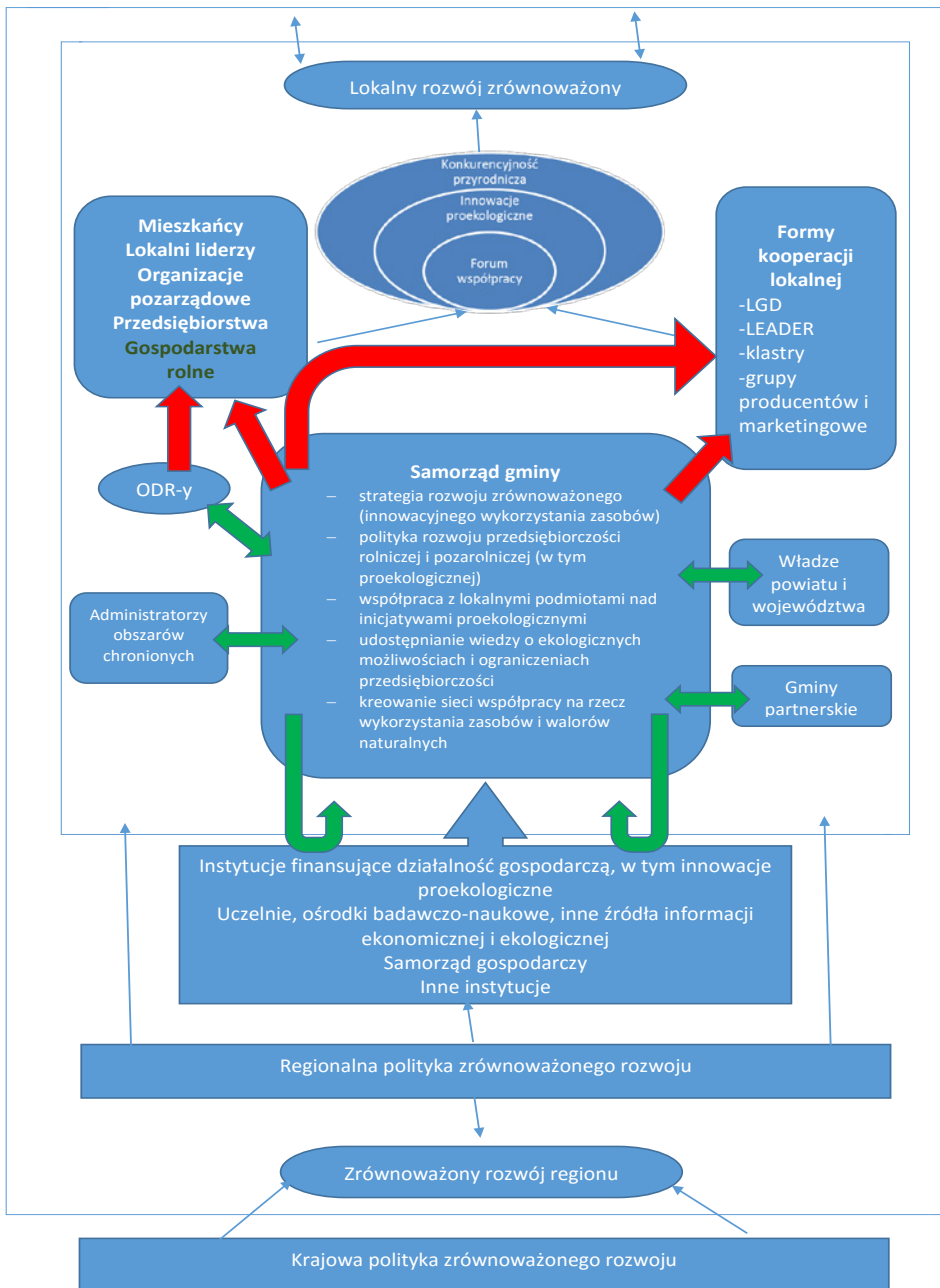 Lokalny rozwój zrównoważony
Konkurencyjność
przyrodnicza
Innowacje
proekologiczne
Forum
współpracy
Mieszkańcy
Lokalni liderzy
Organizacje
pozarządowe
Przedsiębiorstwa
Gospodarstwa
rolne
Formy
kooperacji
lokalnej
-LGD
-LEADER
-klastry
-grupy
producentów i
marketingowe
ODR-y
Samorząd gminy
– strategia rozwoju zrównoważonego
(innowacyjnego wykorzystania zasobów)
– polityka rozwoju przedsiębiorczości
rolniczej i pozarolniczej (w tym
proekologicznej)
– współpraca z lokalnymi podmiotami nad
inicjatywami proekologicznymi
– udostępnianie wiedzy o ekologicznych
możliwościach i ograniczeniach
przedsiębiorczości
– kreowanie sieci współpracy na rzecz
wykorzystania zasobów i walorów
naturalnych
Władze
powiatu i
województwa
Administratorzy
obszarów
chronionych
Gminy
partnerskie
Instytucje finansujące działalność gospodarczą, w tym innowacje
proekologiczne
Uczelnie, ośrodki badawczo-naukowe, inne źródła informacji
ekonomicznej i ekologicznej
Samorząd gospodarczy
Inne instytucje
Regionalna polityka zrównoważonego rozwoju
Zrównoważony rozwój regionu
Krajowa polityka zrównoważonego rozwoju